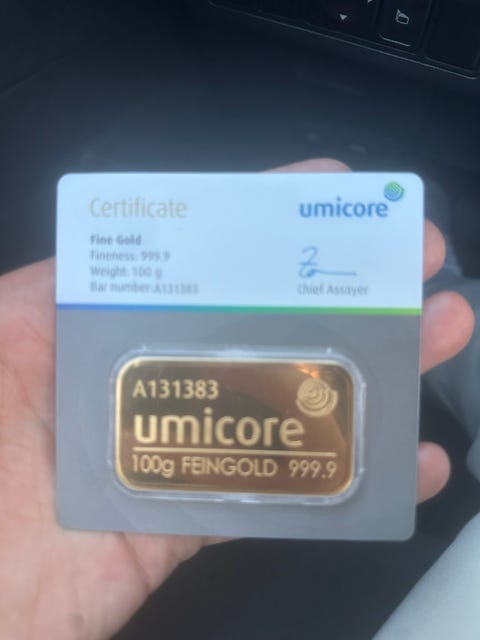 Certificate
umicore
Fine Gold
Fineness: 999.9
Weight: 100 g
Bar number:A131383
Chief Assayer
A131383
umicore
100g FEINGOLD 999.9